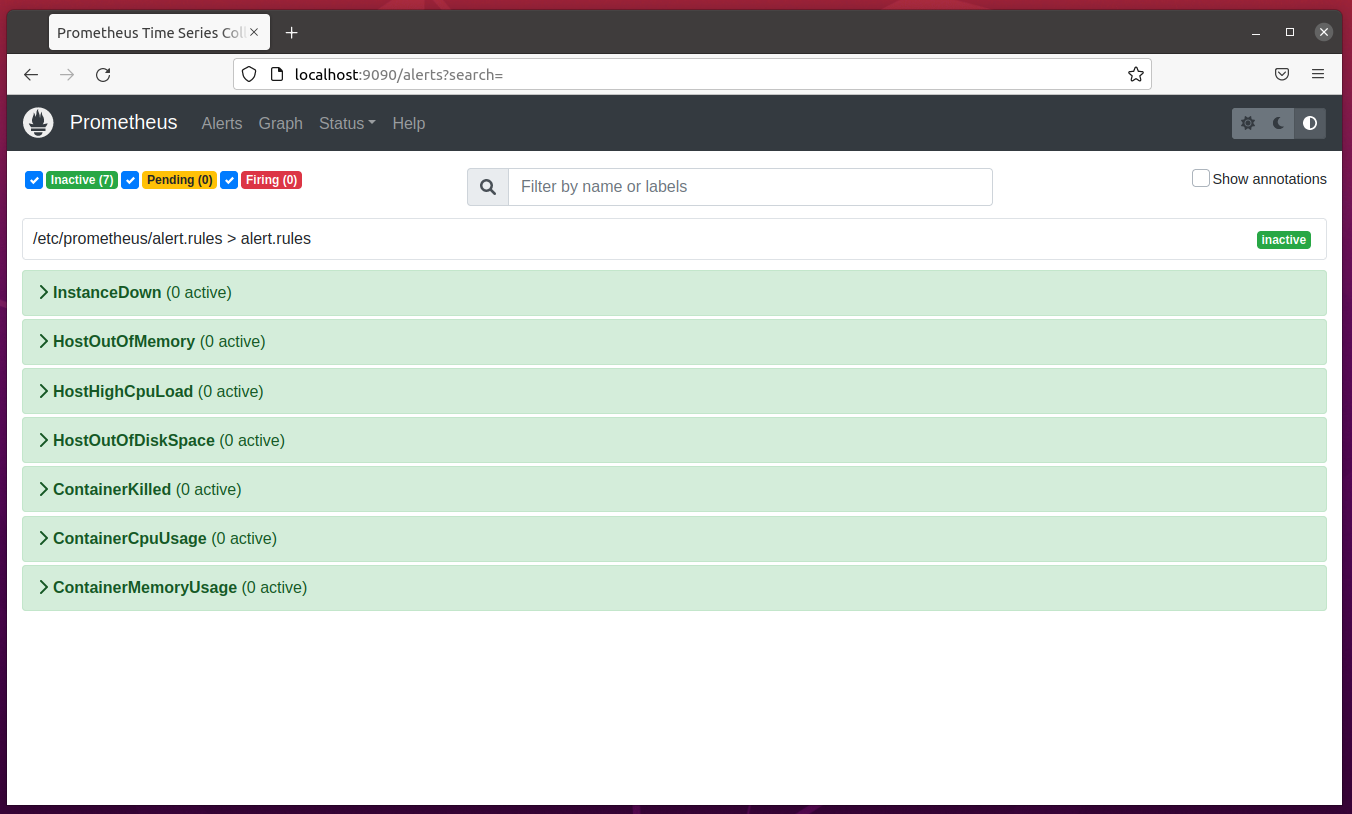 Prometheus Time Series Coll
localhost:9090/alerts?search=
Prometheus Alerts Graph Status Help
Inactive (7) Pending (0) Firing (0) Filter by name or labels Show annotations
/etc/prometheus/alert.rules > alert.rules inactive
InstanceDown (0 active)
HostOutOfMemory (0 active)
HostHighCpuLoad (0 active)
HostOutOfDiskSpace (0 active)
ContainerKilled (0 active)
ContainerCpuUsage (0 active)
ContainerMemoryUsage (0 active)